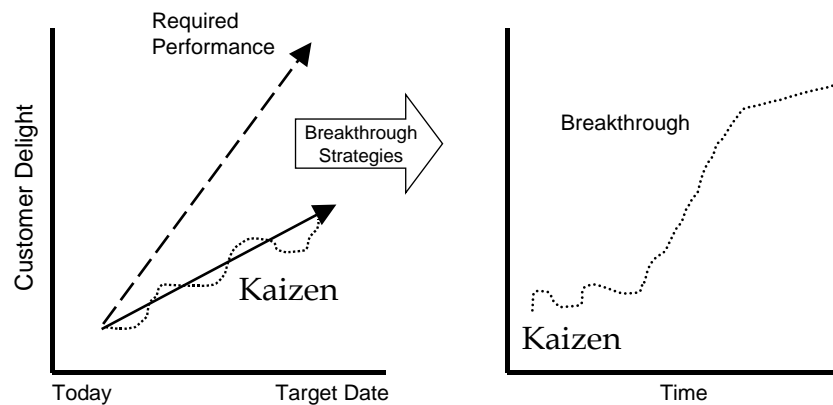 Required
Performance
Customer Delight
Breakthrough
Strategies
Kaizen
Today
Target Date
Breakthrough
Kaizen
Time